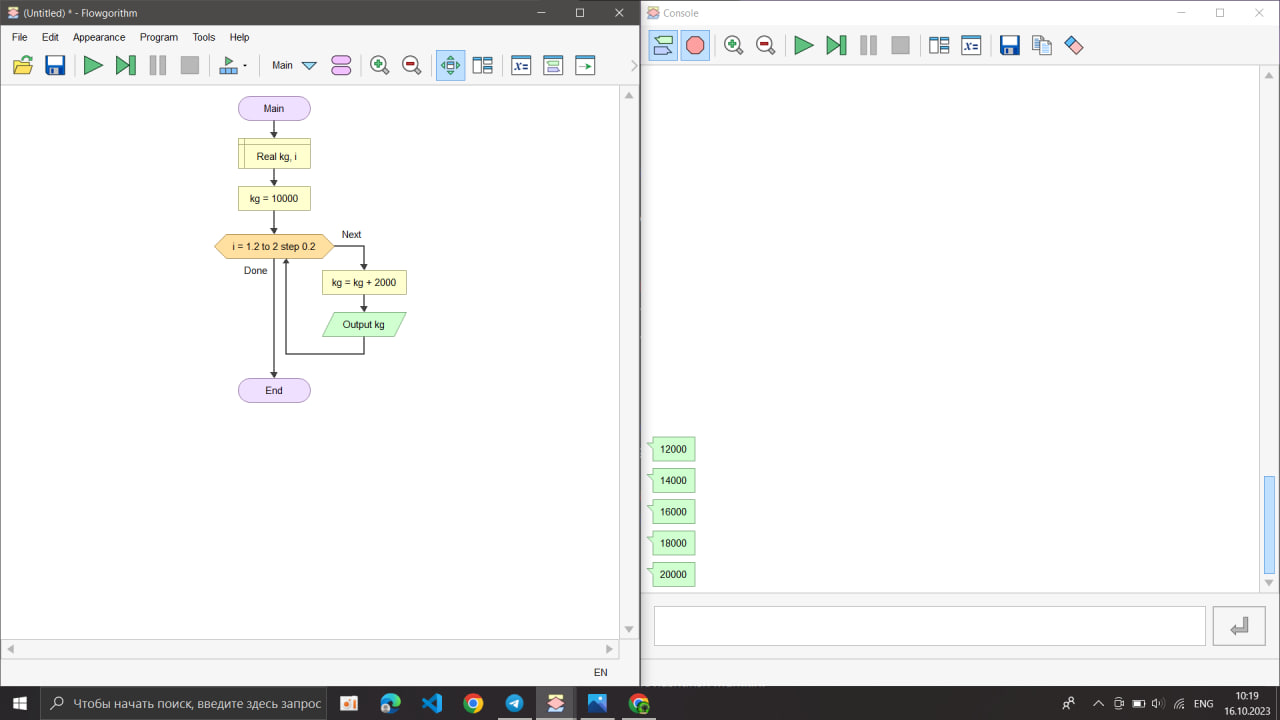 (Untitled) * - Flowgorithm
File Edit Appearance Program Tools Help
Main
x=
Main
Real kg, i
kg = 10000
i = 1.2 to 2 step 0.2
Next
Done
kg = kg + 2000
Output kg
End
EN
Console
x=
12000
14000
16000
18000
20000
Чтобы начать поиск, введите здесь запрос
ENG
10:19
16.10.2023